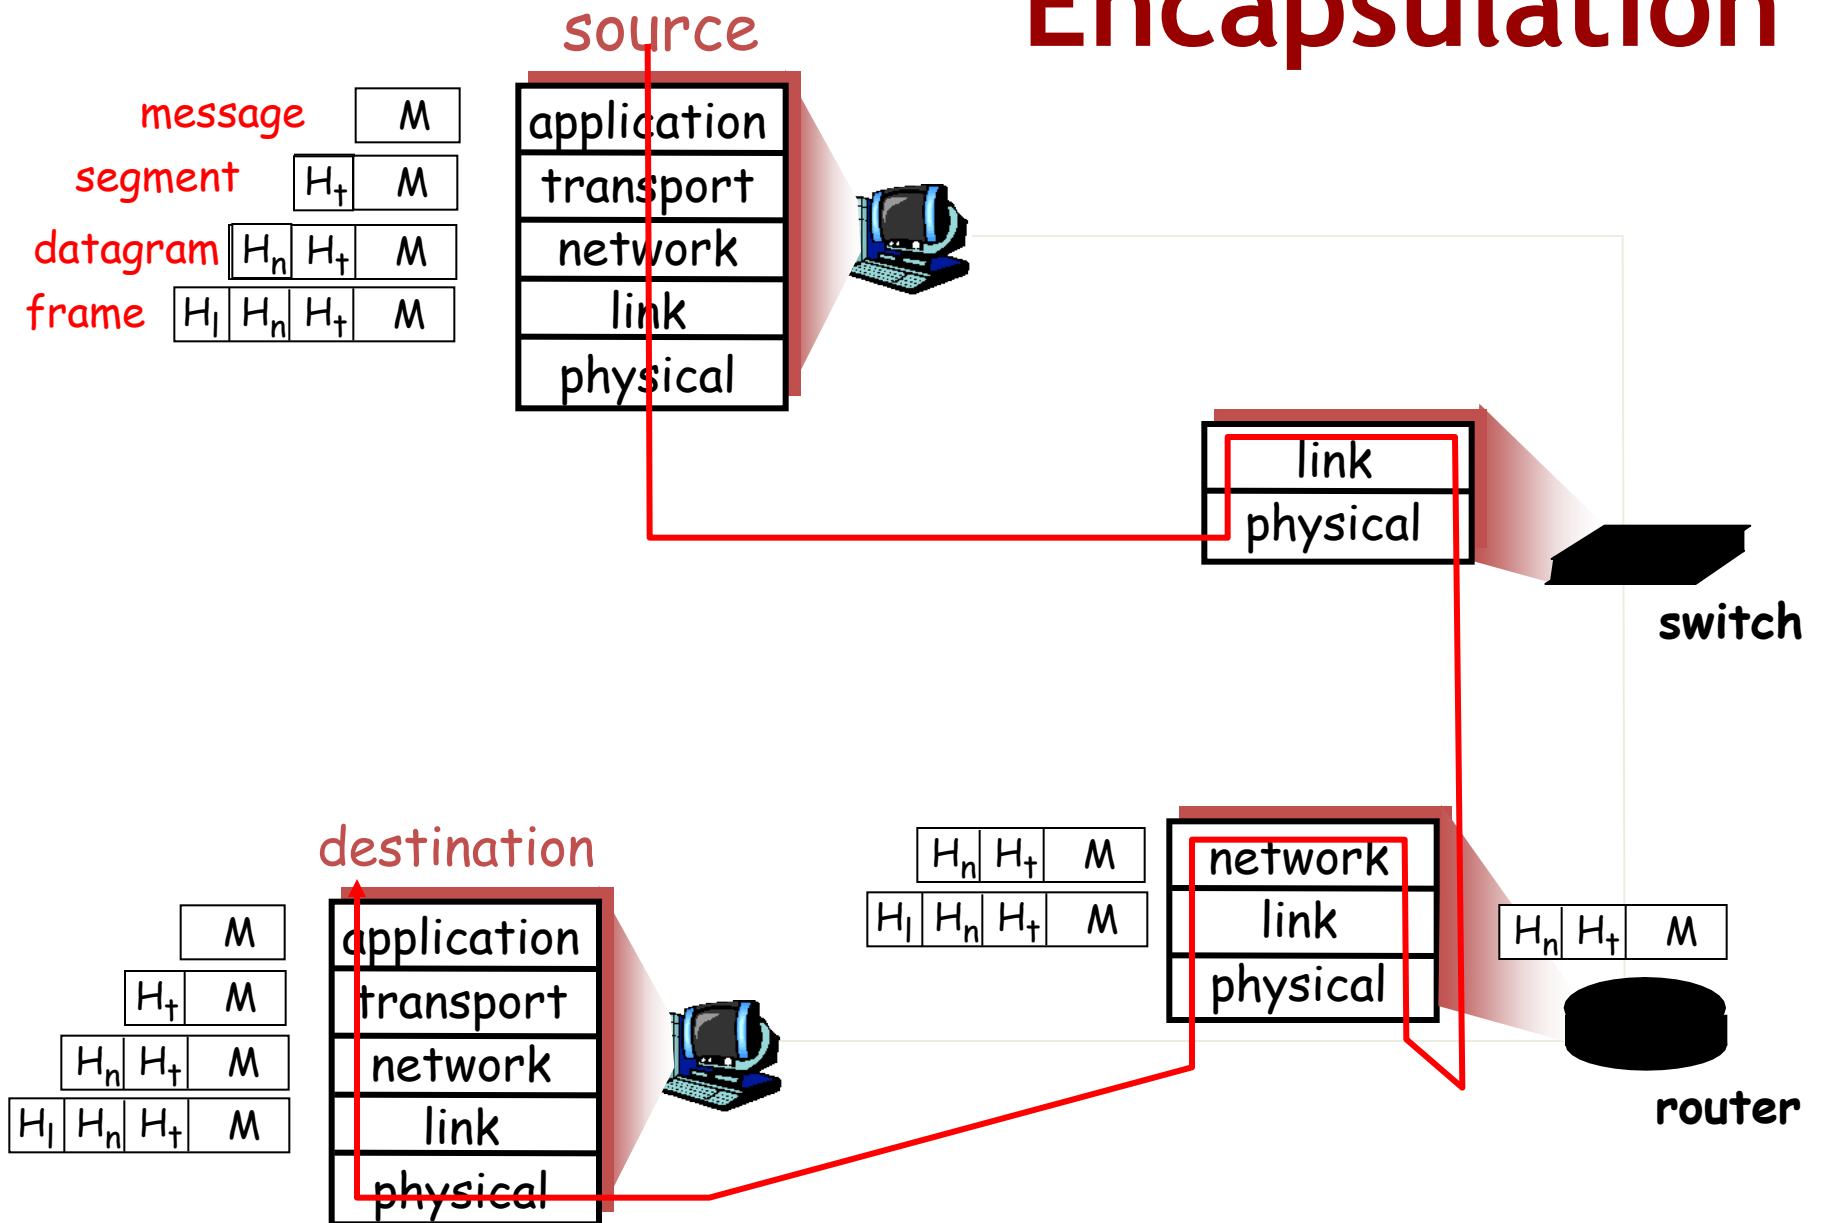 Encapsulation
source
message M
segment Ht M
datagram Hn Ht M
frame Hl Hn Ht M
application
transport
network
link
physical
link
physical
switch
network
link
physical
Hn Ht M
Hl Hn Ht M
Hn Ht M
router
destination
M
Ht M
Hn Ht M
Hl Hn Ht M
application
transport
network
link
physical